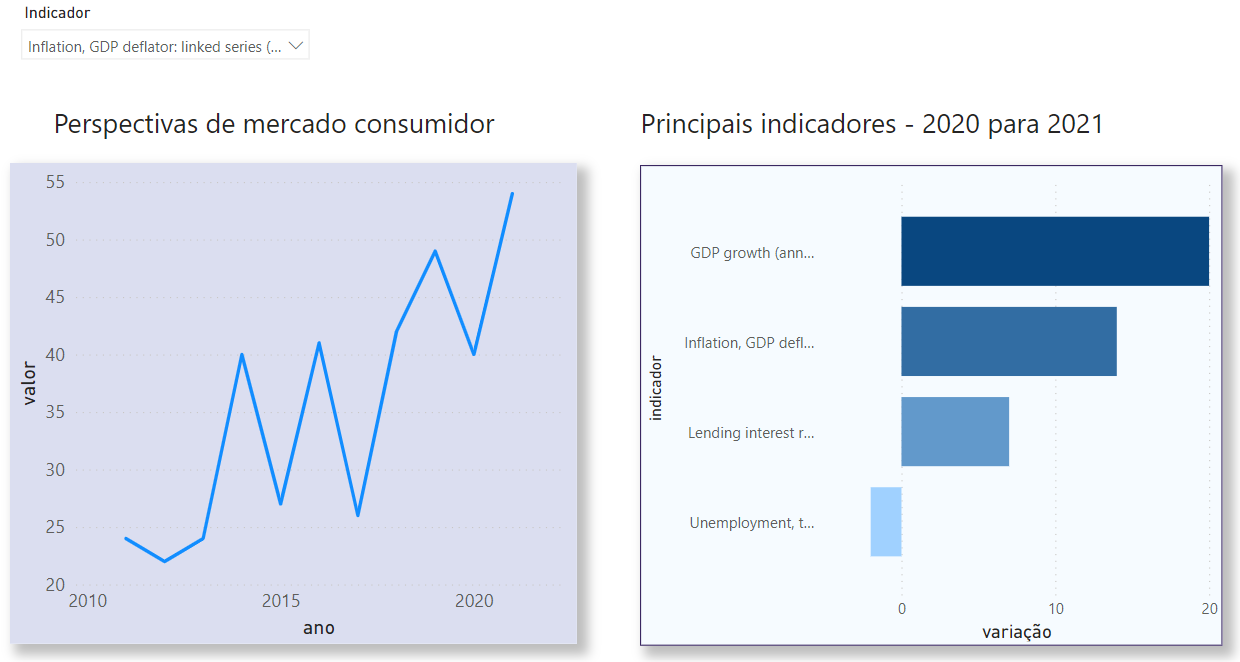 Indicador
Inflation, GDP deflator: linked series (...
Perspectivas de mercado consumidor
55
50
45
40
35
30
25
20
valor
2010
2015
2020
ano
Principais indicadores - 2020 para 2021
indicador
GDP growth (ann...
Inflation, GDP defl...
Lending interest r...
Unemployment, t...
0
10
20
variação